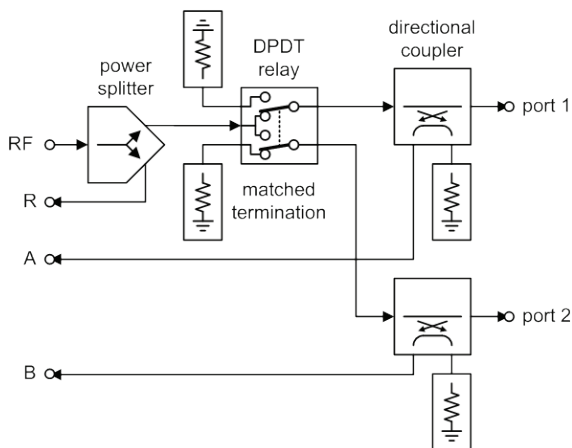 DPDT
relay
directional
coupler
power
splitter
port 1
RF
R
matched
termination
A
port 2
B